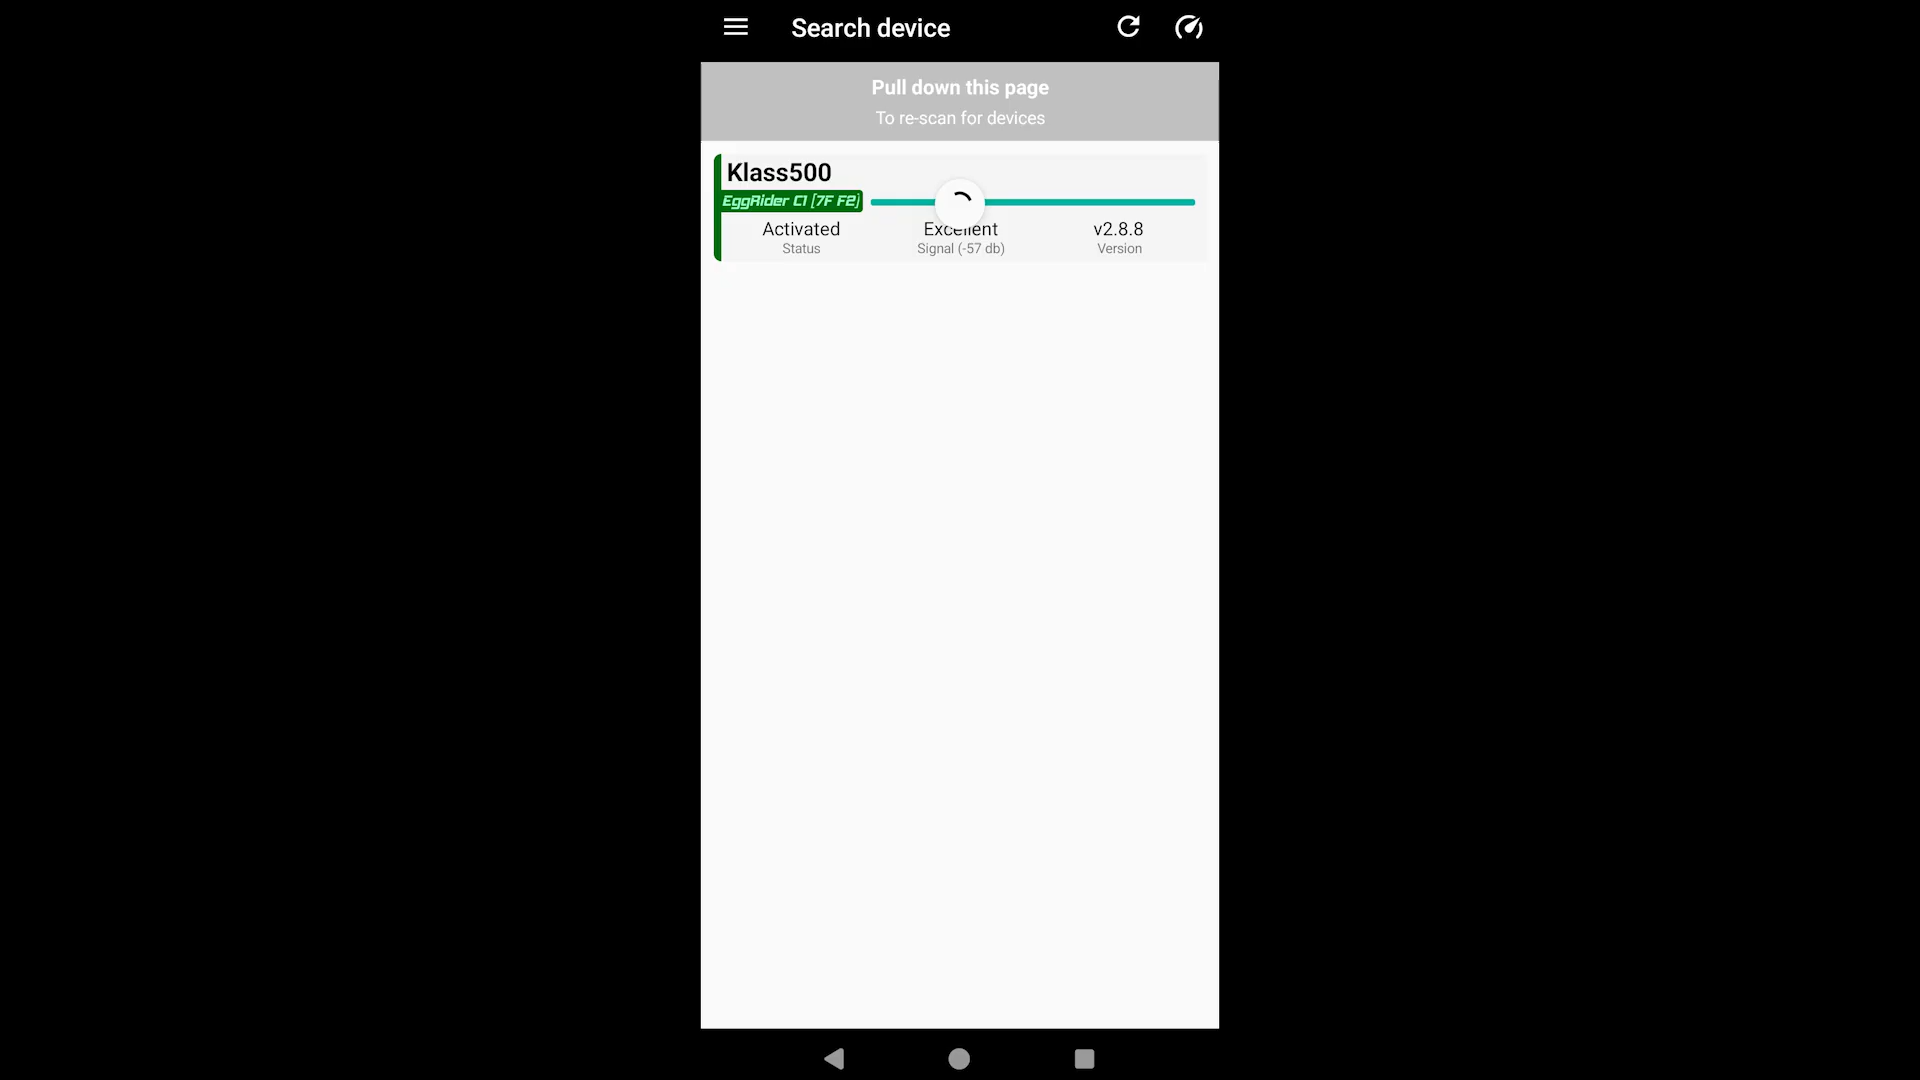 Search device
Pull down this page
To re-scan for devices
Klass500
EggRider C1 [7F F2]
Activated
Excellent
v2.8.8
Status
Signal (-57 db)
Version